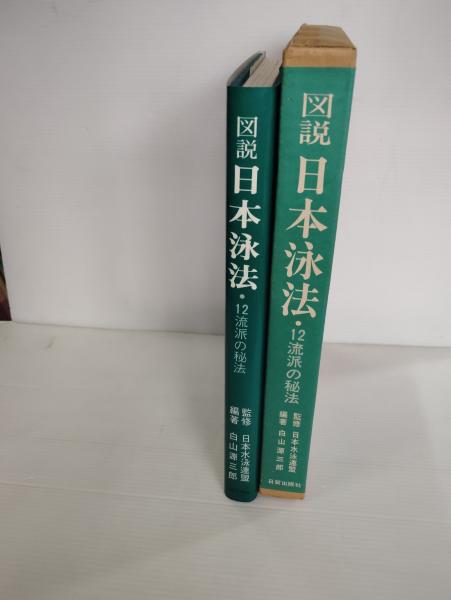 図説 日本泳法・12流派の秘法
監修 日本水泳連盟
編著 白山源三郎
図説 日本泳法・12流派の秘法
監修 日本水泳連盟
編著 白山源三郎
日貿出版社